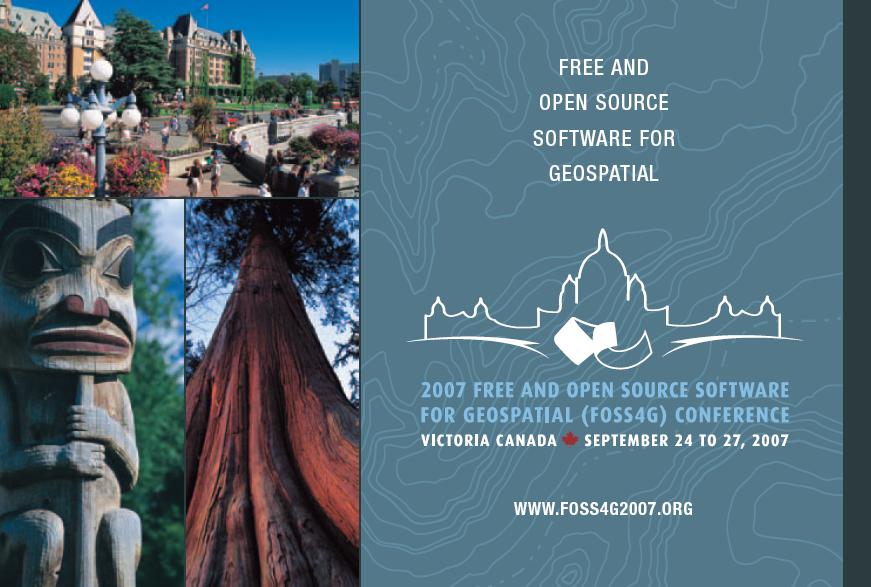 FREE AND
OPEN SOURCE
SOFTWARE FOR
GEOSPATIAL
2007 FREE AND OPEN SOURCE SOFTWARE
FOR GEOSPATIAL (FOSS4G) CONFERENCE
VICTORIA CANADA SEPTEMBER 24 TO 27, 2007
WWW.FOSS4G2007.ORG